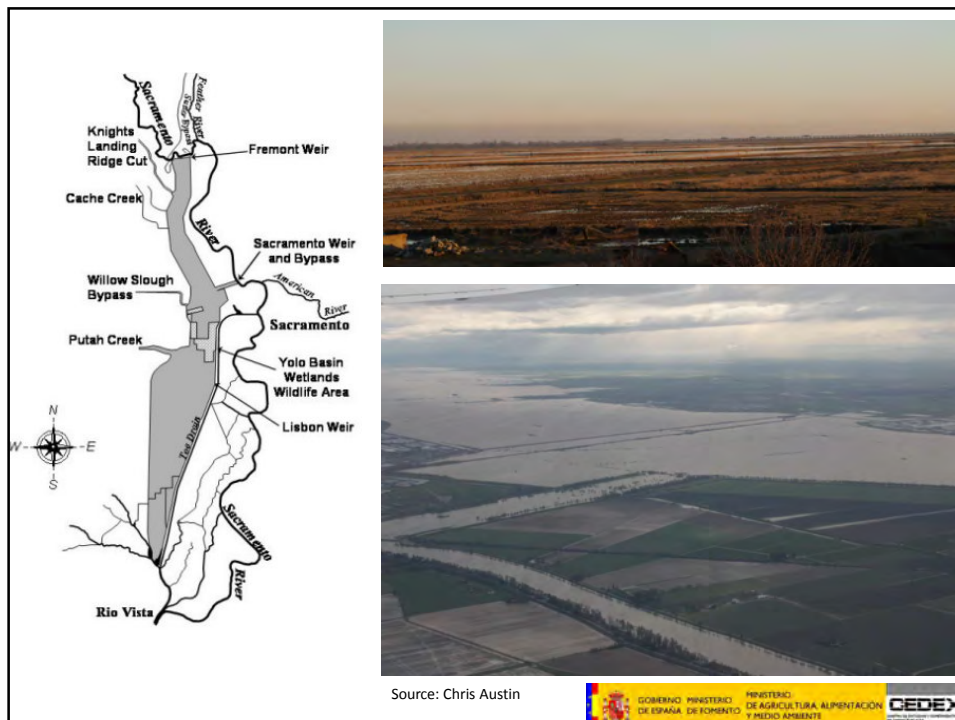 Sacramento
Feather River
Sutter Bypass
Knights
Landing
Ridge Cut
Fremont Weir
Cache Creek
River
Sacramento Weir
and Bypass
American
River
Willow Slough
Bypass
Sacramento
Putah Creek
Yolo Basin
Wetlands
Wildlife Area
Lisbon Weir
Toe Drain
N
W
E
S
Sacramento
River
Rio Vista
Source: Chris Austin
GOBIERNO
DE ESPAÑA
MINISTERIO
DE FOMENTO
MINISTERIO
DE AGRICULTURA, ALIMENTACIÓN
Y MEDIO AMBIENTE
CEDEX